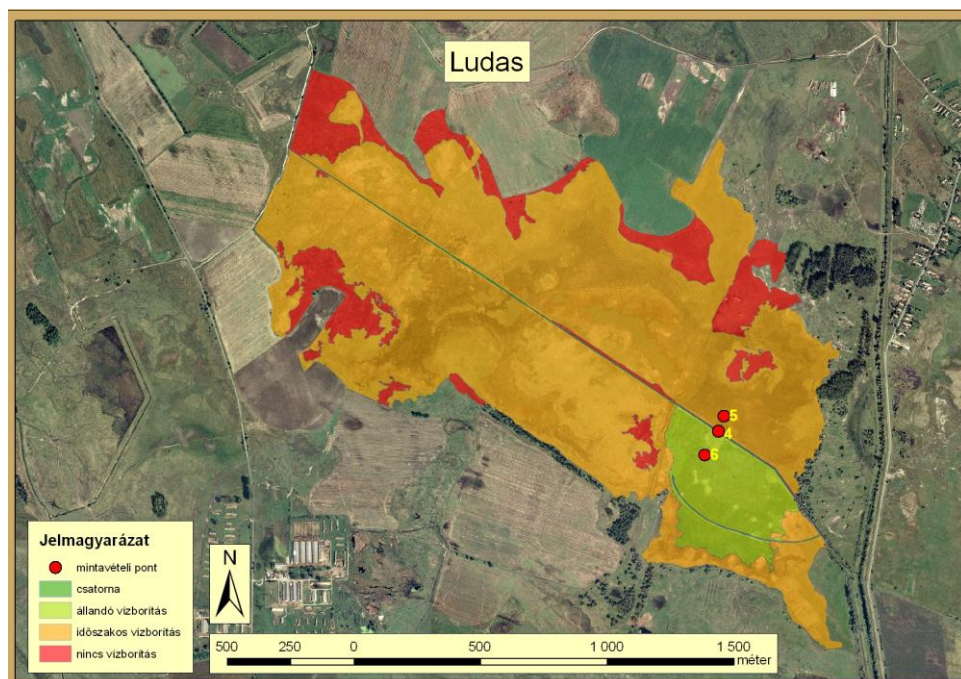 Ludas
5
4
6
Jelmagyarázat
mintavételi pont
csatorna
állandó vízborítás
időszakos vízborítás
nincs vízborítás
N
500 250 0 500 1 000 1 500
méter